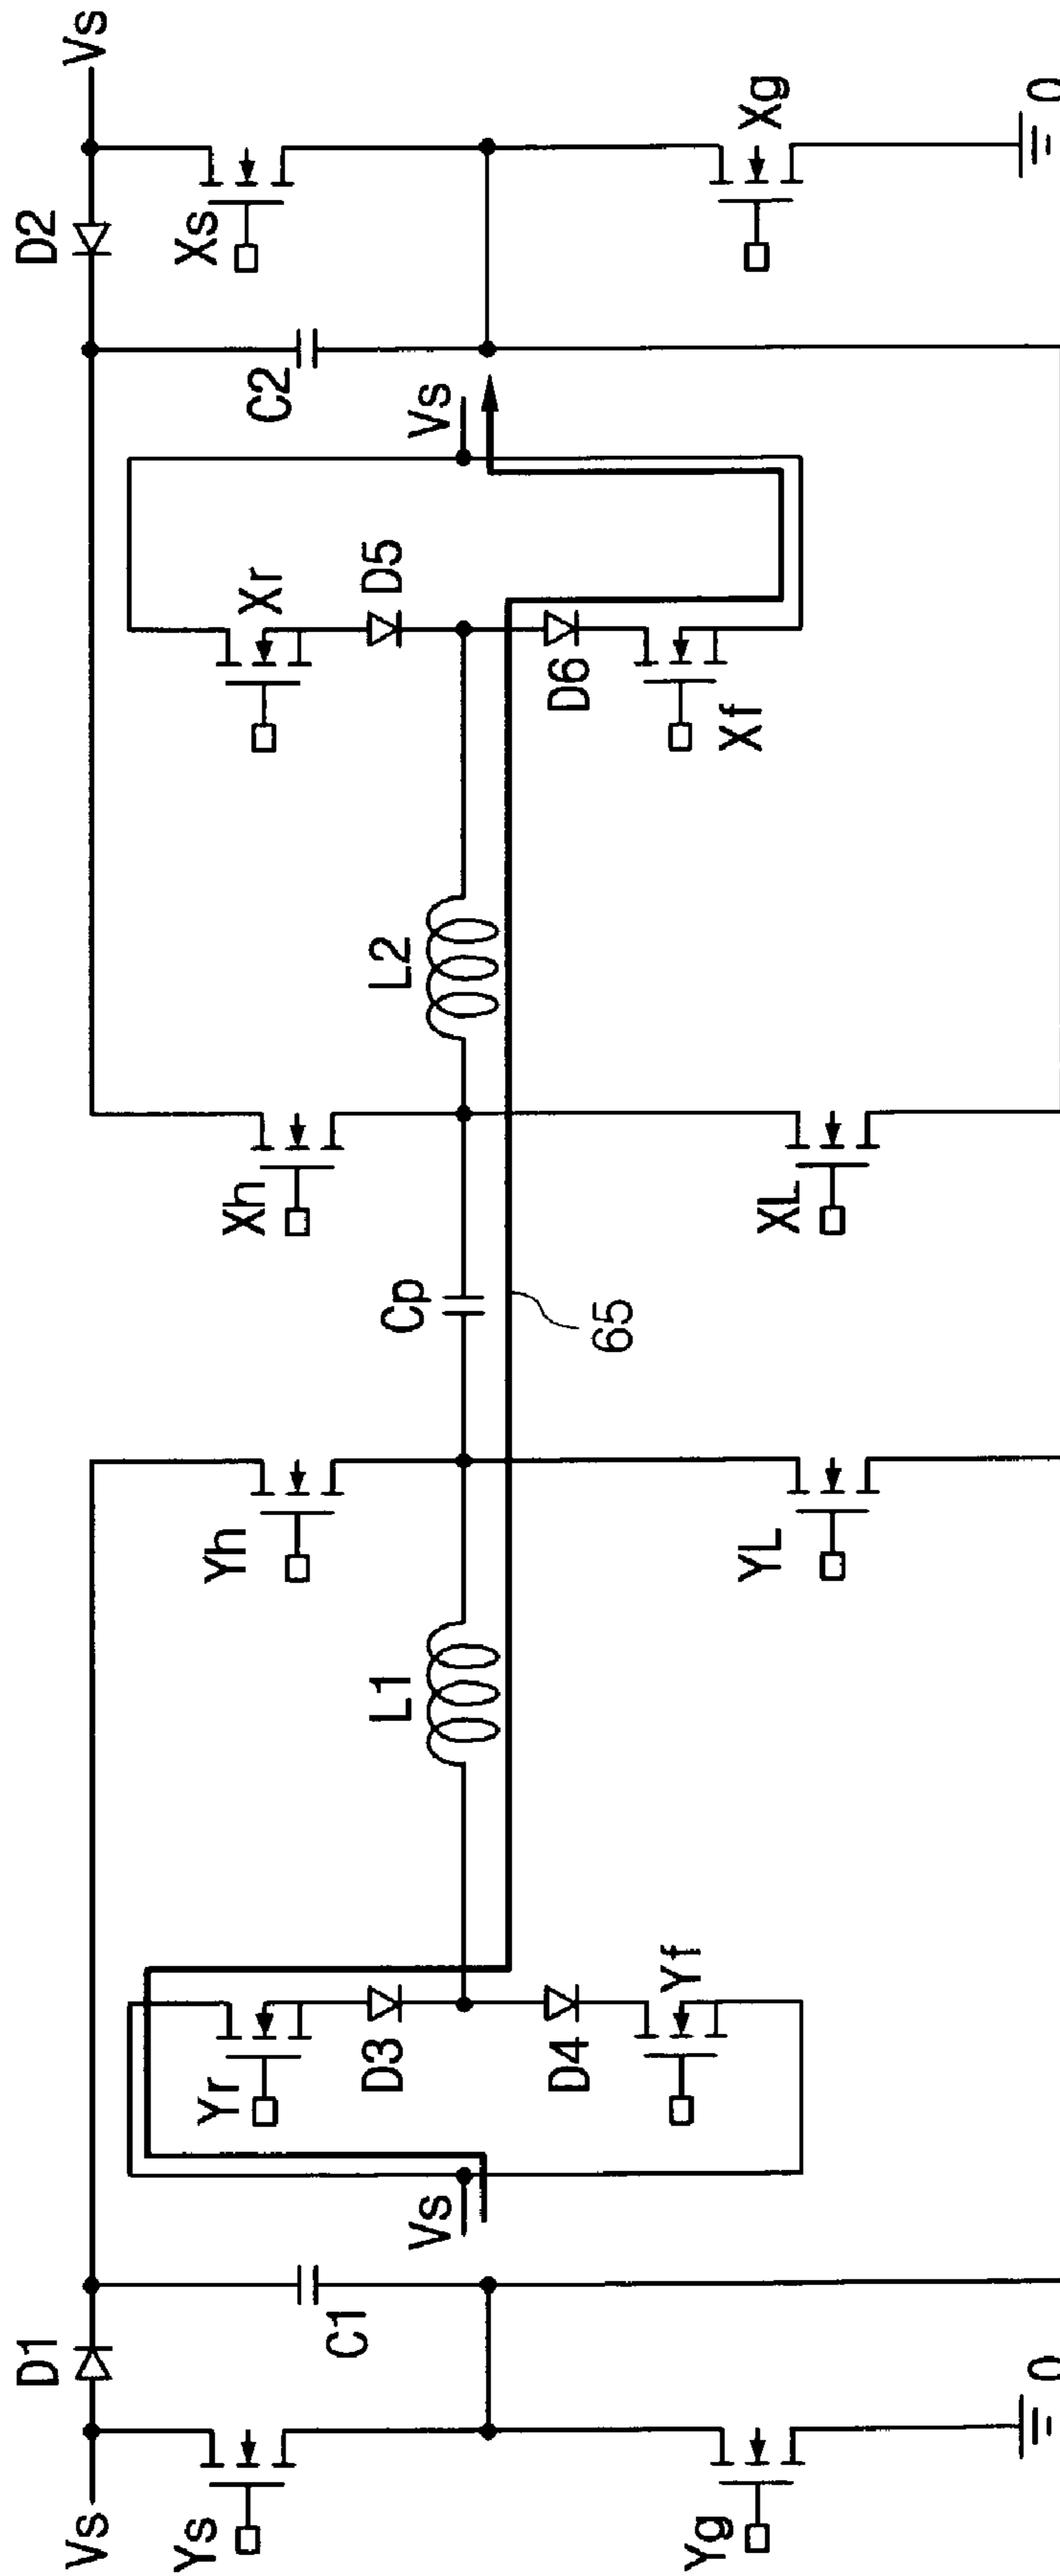 Vs
D1
Ys
Yg
0
C1
Vs
Yr
D3
D4
Yf
L1
Yh
YL
Cp
65
Xh
XL
L2
Xr
D5
D6
Xf
Vs
C2
D2
Xs
Xg
Vs
0